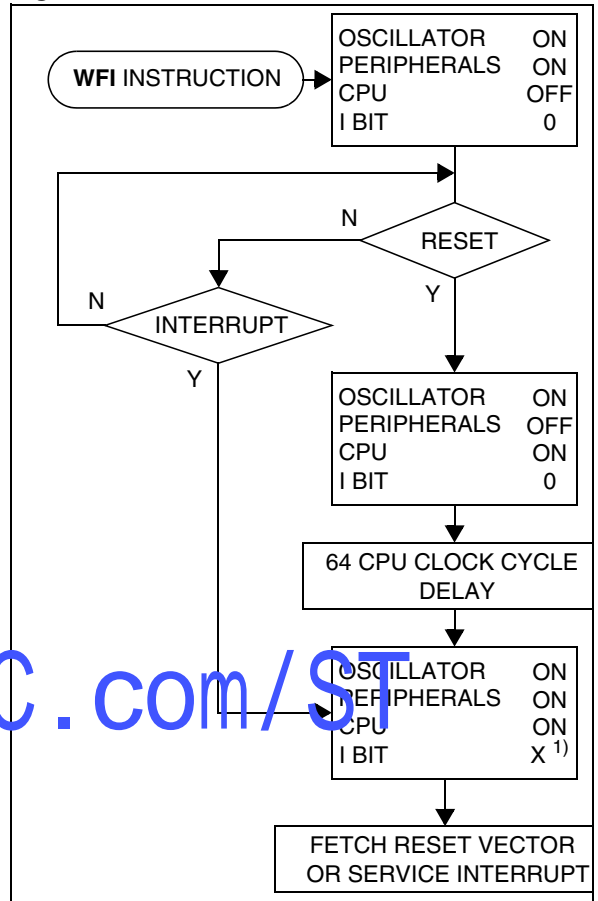 WFI INSTRUCTION
OSCILLATOR ON
PERIPHERALS ON
CPU OFF
I BIT 0
N
RESET
Y
N
INTERRUPT
Y
OSCILLATOR ON
PERIPHERALS OFF
CPU ON
I BIT 0
64 CPU CLOCK CYCLE
DELAY
C.com/ST
OSCILLATOR ON
PERIPHERALS ON
CPU ON
I BIT X 1)
FETCH RESET VECTOR
OR SERVICE INTERRUPT